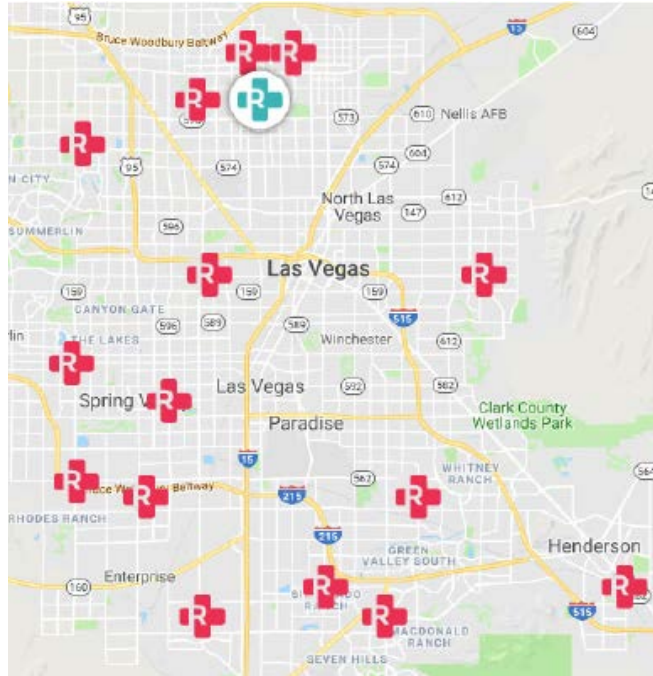 95
15
604
Bruce Woodbury Beltway
R
R
R
R
573
610
Nellis AFB
R
604
95
574
574
N CITY
North Las
Vegas
147
612
SUMMERLIN
596
Las Vegas
R
R
159
159
159
CANYON GATE
515
596
589
589
rlin
THE LAKES
Winchester
612
R
592
582
Las Vegas
Spring V
R
Clark County
Wetlands Park
Paradise
15
WHITNEY
RANCH
564
562
R
Beltway
R
215
R
RHODES RANCH
215
Henderson
GREEN
VALLEY SOUTH
Enterprise
160
R
R
515
R
R
MACDONALD
RANCH
SEVEN HILLS